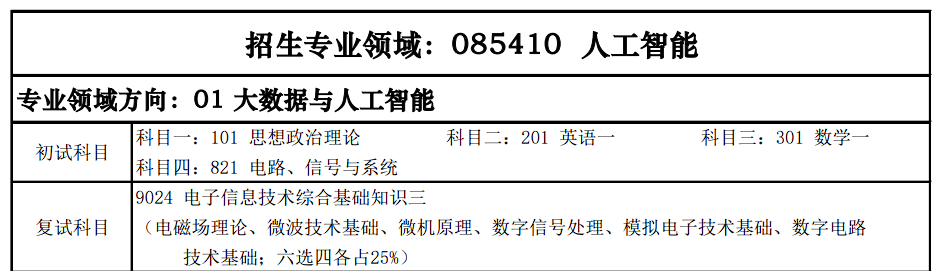 招生专业领域：085410 人工智能
专业领域方向：01 大数据与人工智能
初试科目
科目一：101 思想政治理论 科目二：201 英语一 科目三：301 数学一
科目四：821 电路、信号与系统
复试科目
9024 电子信息技术综合基础知识三
（电磁场理论、微波技术基础、微机原理、数字信号处理、模拟电子技术基础、数字电路
技术基础；六选四各占25%）